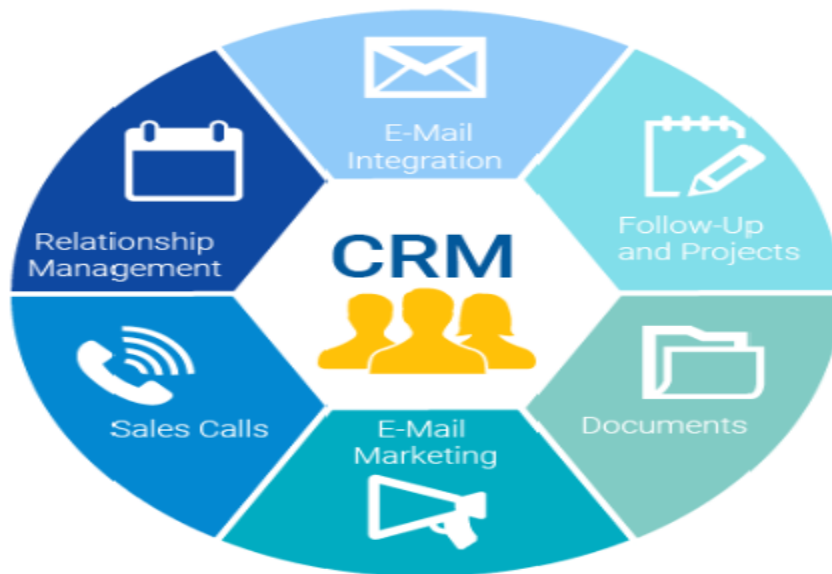 E-Mail
Integration
Follow-Up
and Projects
Documents
E-Mail
Marketing
Sales Calls
Relationship
Management
CRM